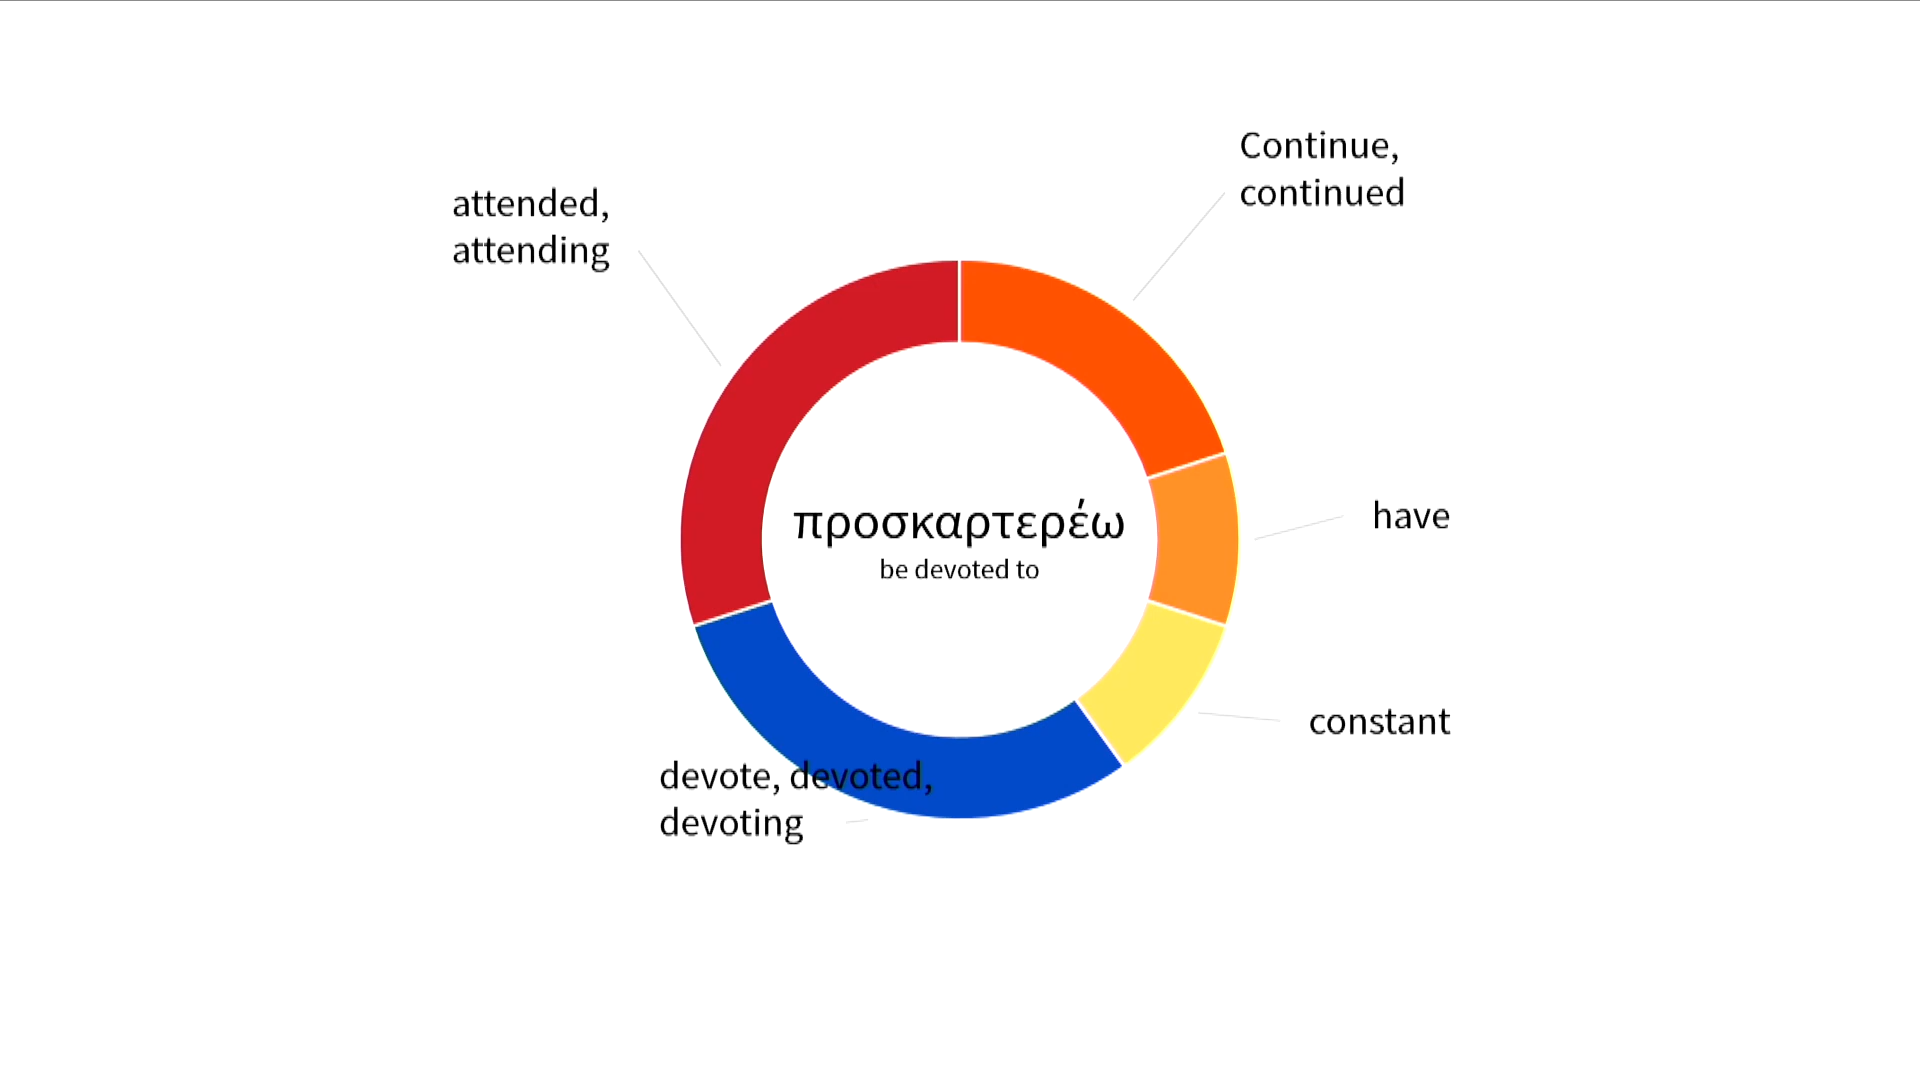 Continue,
continued
attended,
attending
προσκαρτερέω
be devoted to
have
constant
devote, devoted,
devoting